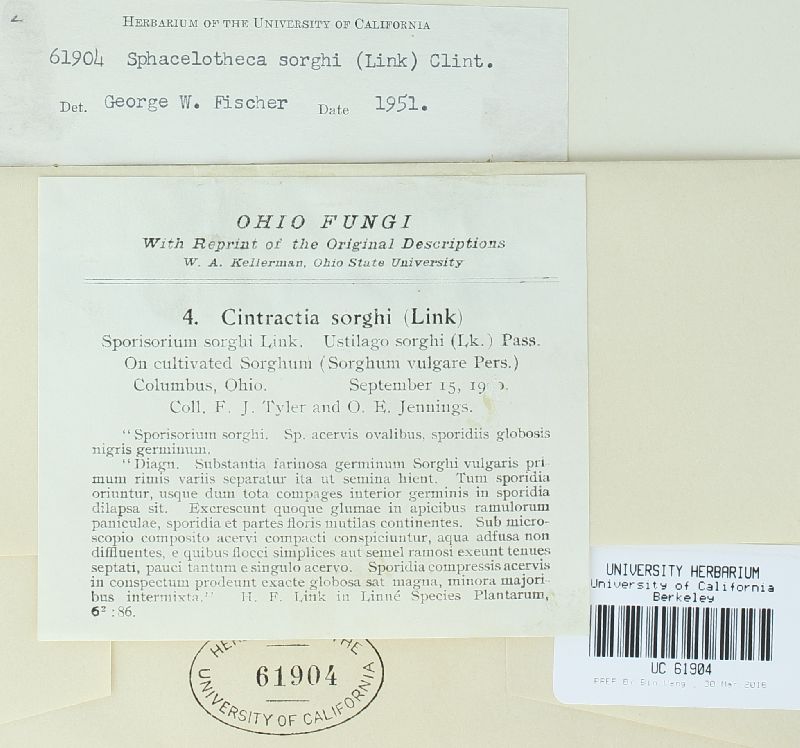 HERBARIUM OF THE UNIVERSITY OF CALIFORNIA
61904 Sphacelotheca sorghi (Link) Clint.
Det. George W. Fischer Date 1951.
OHIO FUNGI
With Reprint of the Original Descriptions
W. A. Kellerman, Ohio State University
4. Cintractia sorghi (Link)
Sporisorium sorghi Link. Ustilago sorghi (Lk.) Pass.
On cultivated Sorghum (Sorghum vulgare Pers.)
Columbus, Ohio. September 15,
Coll. F. J. Tyler and O. E. Jennings.
"Sporisorium sorghi. Sp. acervis ovalibus, sporidiis globosis
nigris germinum.
"Diagn. Substantia farinosa germinum Sorghi vulgaris pri-
mum rimis variis separatur ita ut semina hient. Tum sporidia
oriuntur, usque dum tota compages interior germinis in sporidia
dilapsa sit. Excrescunt quoque glumae in apicibus ramulorum
paniculae, sporidia et partes floris mutilas continentes. Sub micro-
scopio composito acervi compacti conspiciuntur, aqua adfusa non
diffluentes, e quibus flocci simplices aut semel ramosi exeunt tenues
septati, pauci tantum e singulo acervo. Sporidia compressis acervis
in conspectum prodeunt exacte globosa sat magna, minora majori-
bus intermixta." H. F. Link in Linné Species Plantarum,
6² : 86.
UNIVERSITY HERBARIUM
University of California
Berkeley
UC 61904
30 Mar 2016
HE THE
61904
UNIVERSITY OF CALIFORNIA